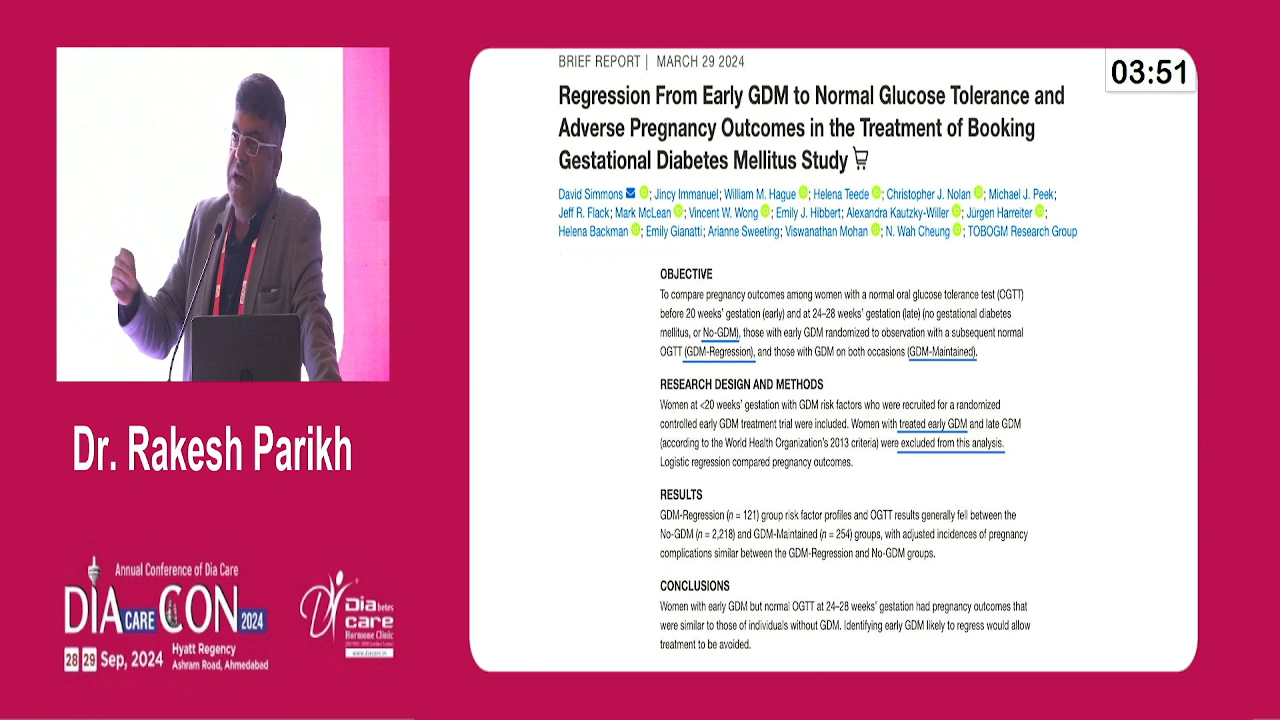 BRIEF REPORT | MARCH 29 2024
03:51
Regression From Early GDM to Normal Glucose Tolerance and
Adverse Pregnancy Outcomes in the Treatment of Booking
Gestational Diabetes Mellitus Study
David Simmons; Jincy Immanuel; William M. Hague; Helena Teede; Christopher J. Nolan; Michael J. Peek;
Jeff R. Flack; Mark McLean; Vincent W. Wong; Emily J. Hibbert; Alexandra Kautzky-Willer; Jürgen Harreiter;
Helena Backman; Emily Gianatti; Arianne Sweeting; Viswanathan Mohan; N. Wah Cheung; TOBOGM Research Group
OBJECTIVE
To compare pregnancy outcomes among women with a normal oral glucose tolerance test (OGTT)
before 20 weeks' gestation (early) and at 24–28 weeks' gestation (late) (no gestational diabetes
mellitus, or No-GDM), those with early GDM randomized to observation with a subsequent normal
OGTT (GDM-Regression), and those with GDM on both occasions (GDM-Maintained).
RESEARCH DESIGN AND METHODS
Women at <20 weeks' gestation with GDM risk factors who were recruited for a randomized
controlled early GDM treatment trial were included. Women with treated early GDM and late GDM
(according to the World Health Organization's 2013 criteria) were excluded from this analysis.
Logistic regression compared pregnancy outcomes.
RESULTS
GDM-Regression (n = 121) group risk factor profiles and OGTT results generally fell between the
No-GDM (n = 2,218) and GDM-Maintained (n = 254) groups, with adjusted incidences of pregnancy
complications similar between the GDM-Regression and No-GDM groups.
CONCLUSIONS
Women with early GDM but normal OGTT at 24–28 weeks' gestation had pregnancy outcomes that
were similar to those of individuals without GDM. Identifying early GDM likely to regress would allow
treatment to be avoided.
Dr. Rakesh Parikh
Annual Conference of Dia Care
DIA CARE CON 2024
28 29 Sep, 2024
Hyatt Regency
Ashram Road, Ahmedabad
Diabetes
care
Hormone Clinic
www.diacare.in